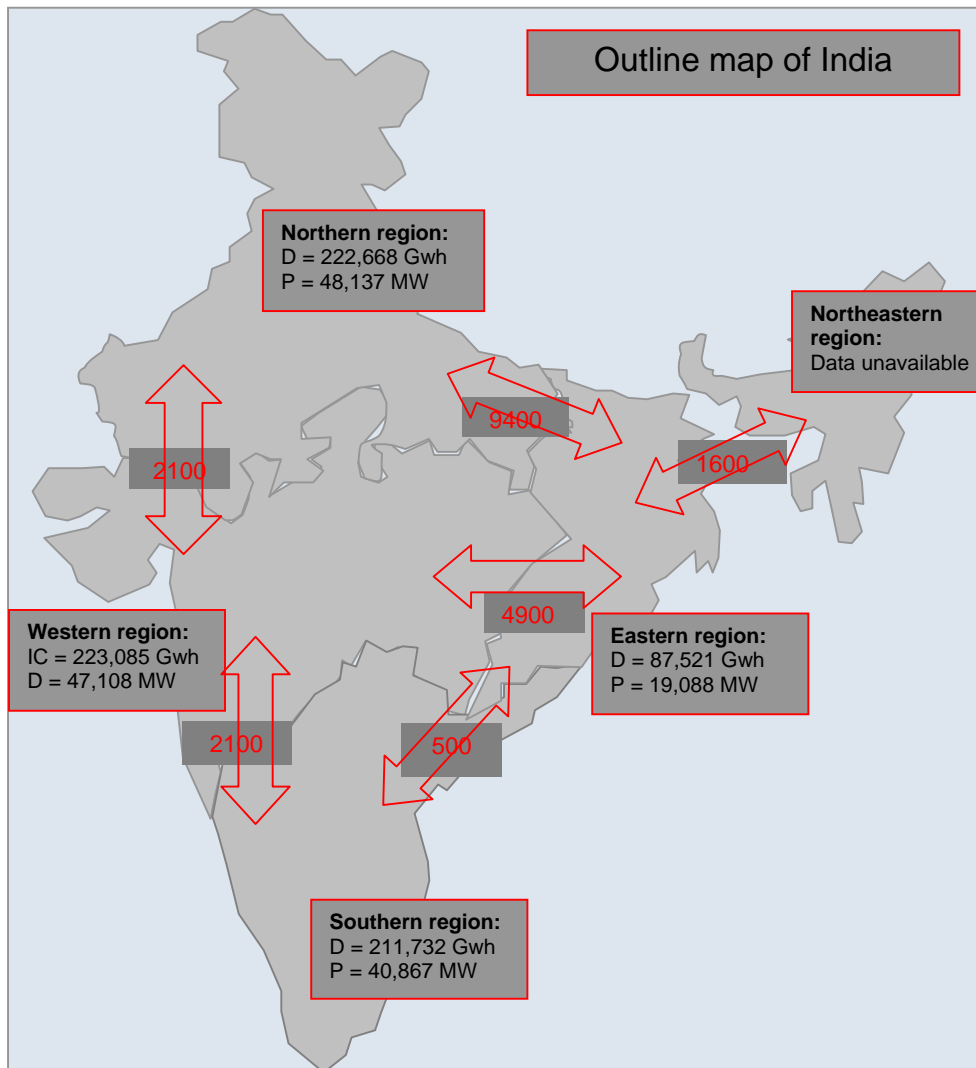 Outline map of India
Northern region:
D = 222,668 Gwh
P = 48,137 MW
Northeastern
region:
Data unavailable
9400
2100
1600
4900
Western region:
IC = 223,085 Gwh
D = 47,108 MW
Eastern region:
D = 87,521 Gwh
P = 19,088 MW
2100
500
Southern region:
D = 211,732 Gwh
P = 40,867 MW